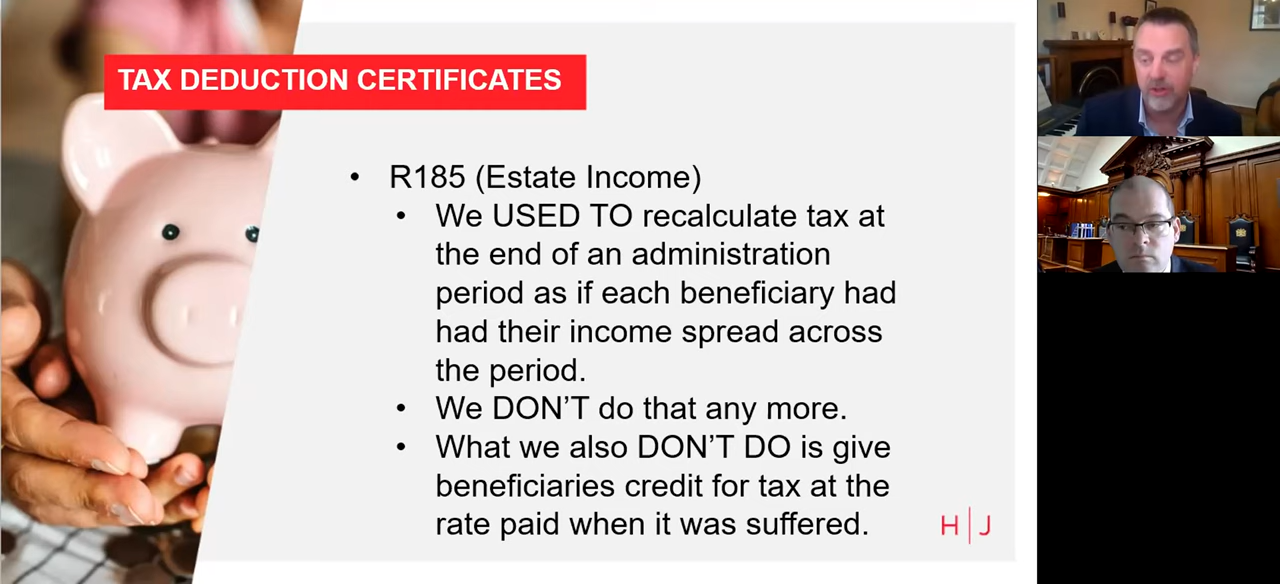 TAX DEDUCTION CERTIFICATES
• R185 (Estate Income)
• We USED TO recalculate tax at
the end of an administration
period as if each beneficiary had
had their income spread across
the period.
• We DON'T do that any more.
• What we also DON'T DO is give
beneficiaries credit for tax at the
rate paid when it was suffered.
H|J